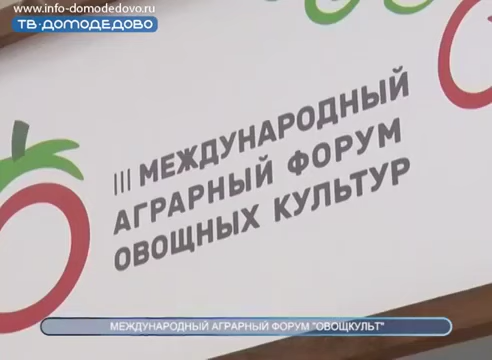 www.info-domodedovo.ru
ТВ-ДОМОДЕДОВО
III МЕЖДУНАРОДНЫЙ
АГРАРНЫЙ ФОРУМ
ОВОЩНЫХ КУЛЬТУР
МЕЖДУНАРОДНЫЙ АГРАРНЫЙ ФОРУМ "ОВОЩКУЛЬТ"